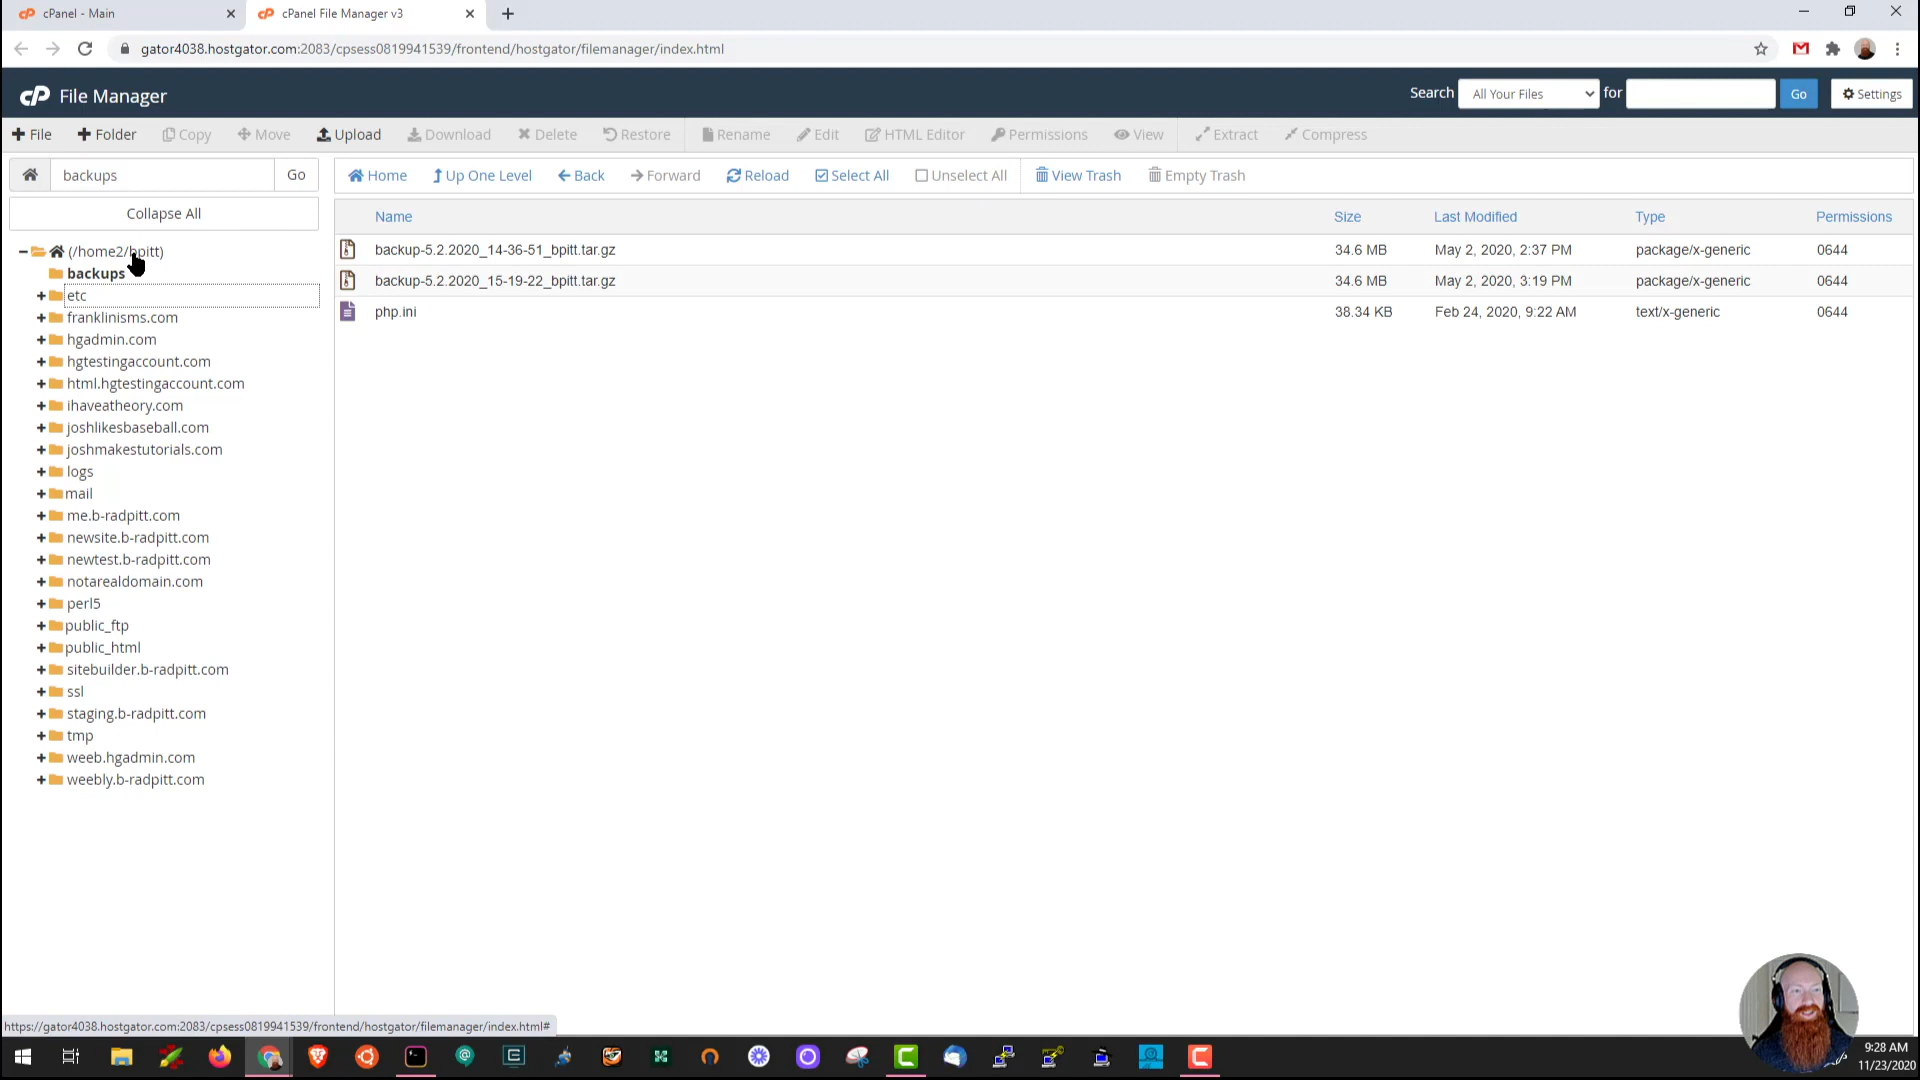 cPanel - Main
cPanel File Manager v3
gator4038.hostgator.com:2083/cpsess0819941539/frontend/hostgator/filemanager/index.html
cP File Manager
Search All Your Files for Go Settings
File Folder Copy Move Upload Download Delete Restore Rename Edit HTML Editor Permissions View Extract Compress
backups Go
Home Up One Level Back Forward Reload Select All Unselect All View Trash Empty Trash
Collapse All
Name Size Last Modified Type Permissions
backup-5.2.2020_14-36-51_bpitt.tar.gz 34.6 MB May 2, 2020, 2:37 PM package/x-generic 0644
backup-5.2.2020_15-19-22_bpitt.tar.gz 34.6 MB May 2, 2020, 3:19 PM package/x-generic 0644
php.ini 38.34 KB Feb 24, 2020, 9:22 AM text/x-generic 0644
(/home2/bpitt)
backups
etc
franklinisms.com
hgadmin.com
hgtestingaccount.com
html.hgtestingaccount.com
ihaveatheory.com
joshlikesbaseball.com
joshmakestutorials.com
logs
mail
me.b-radpitt.com
newsite.b-radpitt.com
newtest.b-radpitt.com
notarealdomain.com
perl5
public_ftp
public_html
sitebuilder.b-radpitt.com
ssl
staging.b-radpitt.com
tmp
weeb.hgadmin.com
weebly.b-radpitt.com
https://gator4038.hostgator.com:2083/cpsess0819941539/frontend/hostgator/filemanager/index.html#
9:28 AM
11/23/2020